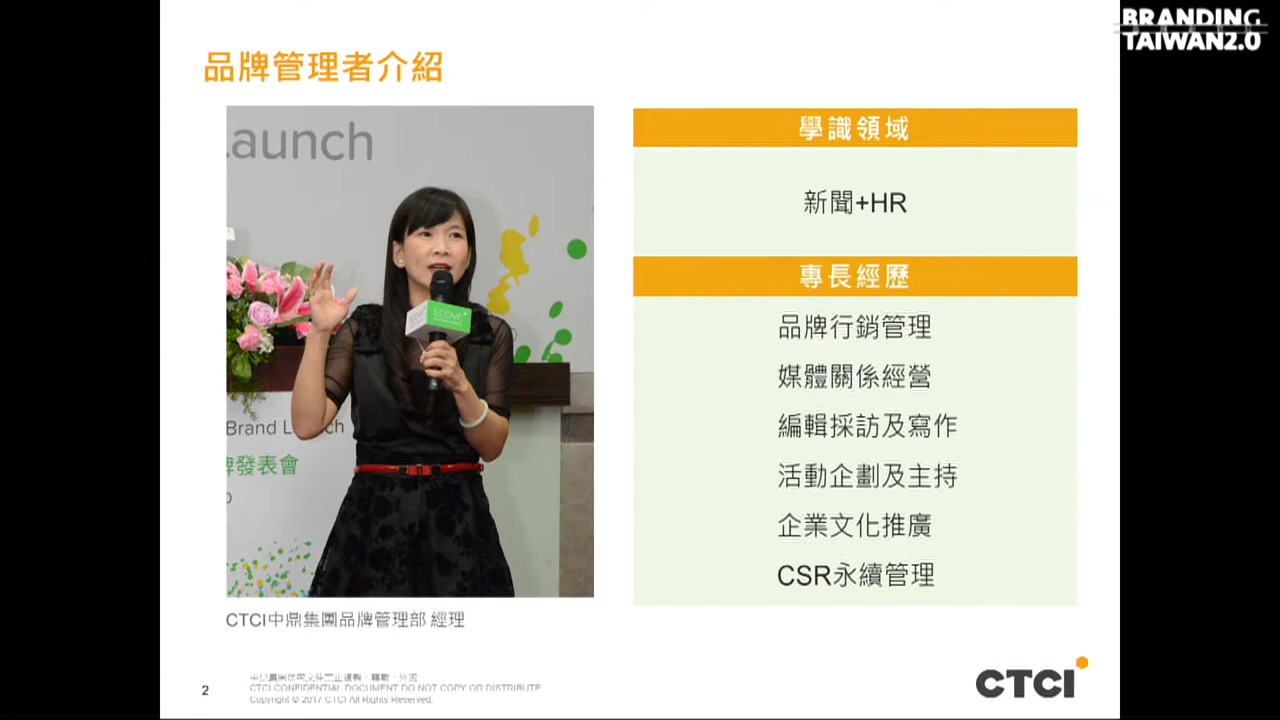 BRANDING
TAIWAN2.0
品牌管理者介紹
Launch
ECOVE
Brand L nch
牌發表會
CTCI中鼎集團品牌管理部 經理
學識領域
新聞+HR
專長經歷
品牌行銷管理
媒體關係經營
編輯採訪及寫作
活動企劃及主持
企業文化推廣
CSR永續管理
2
CTCI CONFIDENTIAL DOCUMENT DO NOT COPY OR DISTRIBUTE
Copyright © 2017 CTCI All Rights Reserved.
CTCI